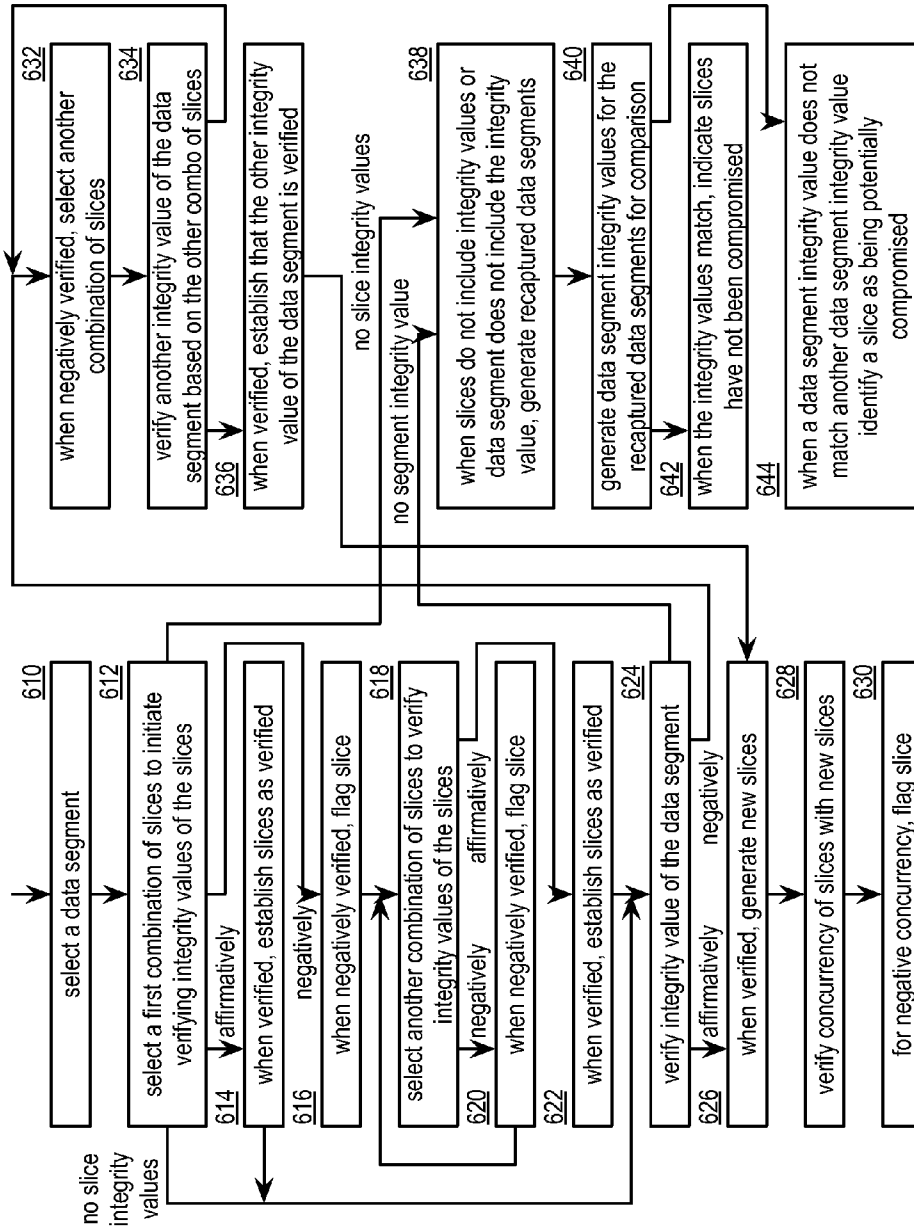 610
select a data segment
612
select a first combination of slices to initiate
verifying integrity values of the slices
no slice
integrity
values
affirmatively
614
when verified, establish slices as verified
negatively
616
when negatively verified, flag slice
618
select another combination of slices to verify
integrity values of the slices
negatively
affirmatively
620
when negatively verified, flag slice
622
when verified, establish slices as verified
624
verify integrity value of the data segment
affirmatively
negatively
626
when verified, generate new slices
628
verify concurrency of slices with new slices
630
for negative concurrency, flag slice
632
when negatively verified, select another
combination of slices
634
verify another integrity value of the data
segment based on the other combo of slices
636
when verified, establish that the other integrity
value of the data segment is verified
no slice integrity values
no segment integrity value
638
when slices do not include integrity values or
data segment does not include the integrity
value, generate recaptured data segments
640
generate data segment integrity values for the
recaptured data segments for comparison
642
when the integrity values match, indicate slices
have not been compromised
644
when a data segment integrity value does not
match another data segment integrity value
identify a slice as being potentially
compromised